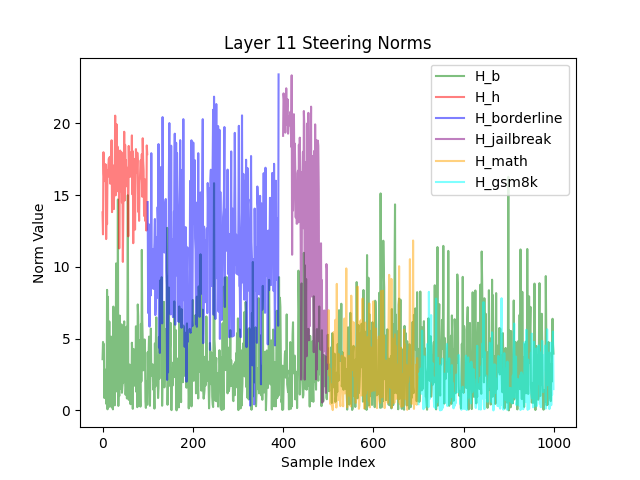 Layer 11 Steering Norms
Norm Value
20
15
10
5
0
H_b
H_h
H_borderline
H_jailbreak
H_math
H_gsm8k
0 200 400 600 800 1000
Sample Index